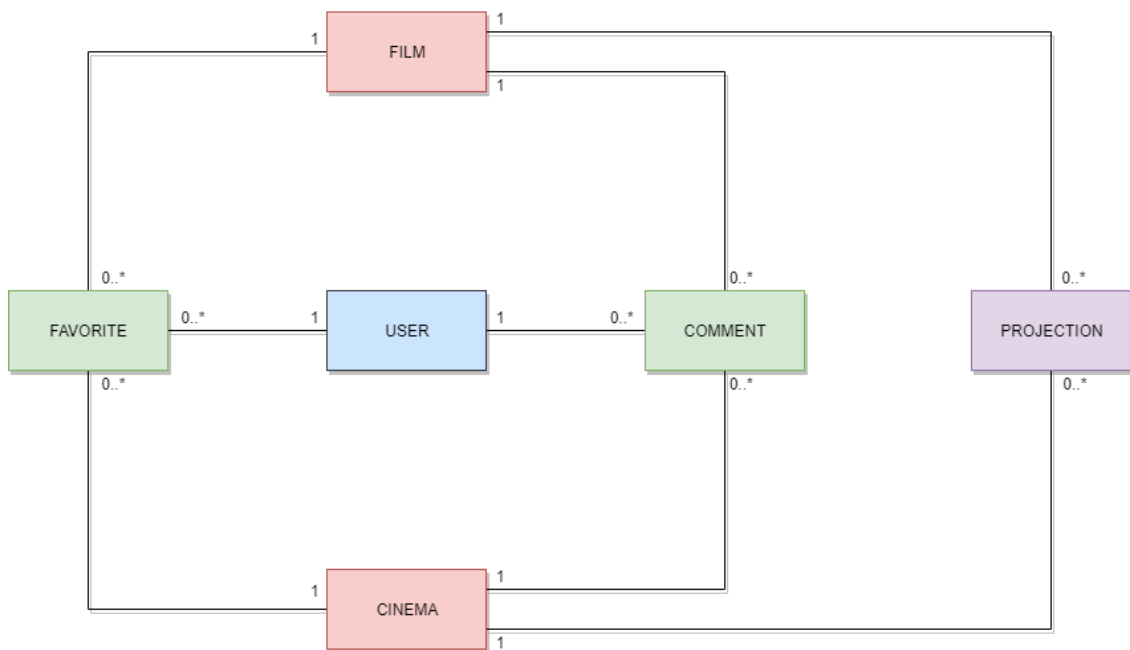 1
FILM
1
1
0..*
0..*
0..*
FAVORITE
0..*
1
USER
1
0..*
COMMENT
PROJECTION
0..*
0..*
0..*
1
CINEMA
1
1